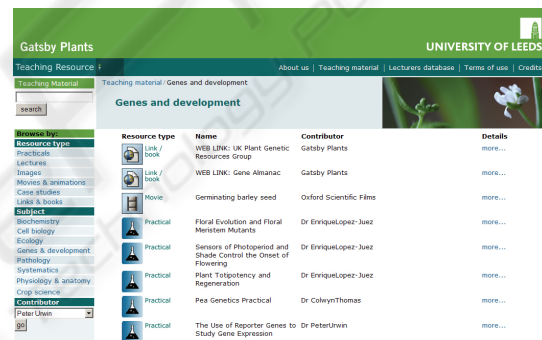 Gatsby Plants
UNIVERSITY OF LEEDS
Teaching Resource
About us | Teaching material | Lecturers database | Terms of use | Credits
Teaching Material
search
Teaching material / Genes and development
Genes and development
Browse by:
Resource type
Practicals
Lectures
Images
Movies & animations
Case studies
Links & books
Subject
Biochemistry
Cell biology
Ecology
Genes & development
Pathology
Systematics
Physiology & anatomy
Crop science
Contributor
Peter Urwin
go
Resource type Name Contributor Details
Link / book WEB LINK: UK Plant Genetic Gatsby Plants more...
Resources Group
Link / book WEB LINK: Gene Almanac Gatsby Plants more...
Movie Germinating barley seed Oxford Scientific Films more...
Practical Floral Evolution and Floral Dr EnriqueLopez-Juez more...
Meristem Mutants
Practical Sensors of Photoperiod and Dr EnriqueLopez-Juez more...
Shade Control the Onset of
Flowering
Practical Plant Totipotency and Dr EnriqueLopez-Juez more...
Regeneration
Practical Pea Genetics Practical Dr ColwynThomas more...
Practical The Use of Reporter Genes to Dr PeterUrwin more...
Study Gene Expression